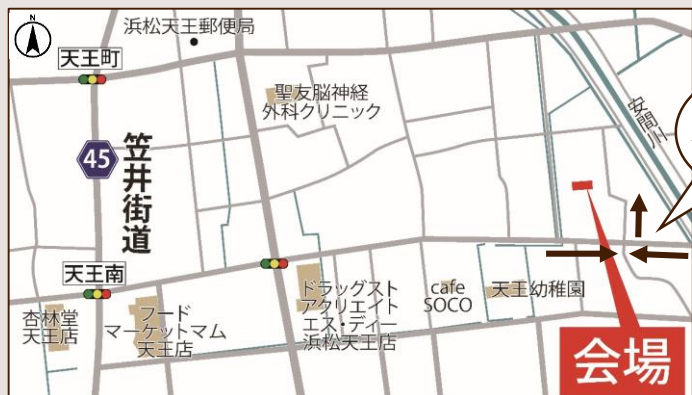 N
浜松天王郵便局
天王町
聖友脳神経
外科クリニック
安間川
45
笠井街道
天王南
杏林堂
天王店
フード
マーケットマム
天王店
ドラッグスト
アクリエイト
エス・ディー
浜松天王店
cafe
SOCO
天王幼稚園
会場